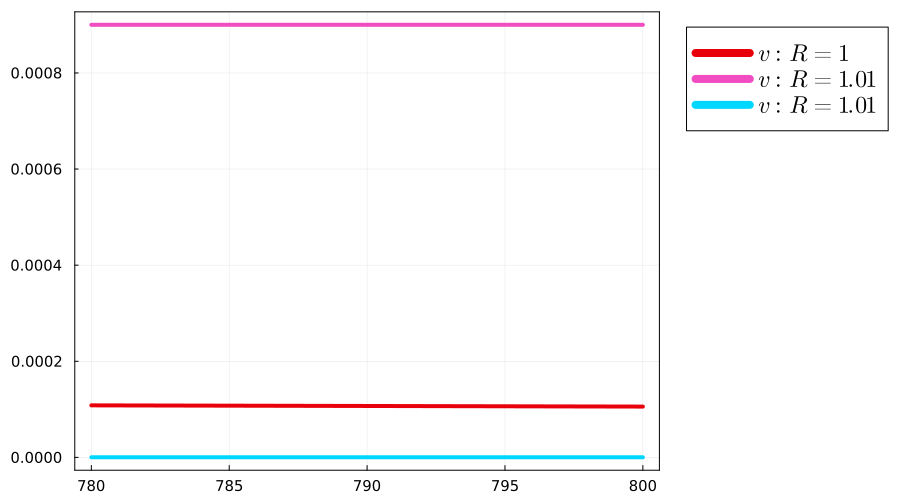 v : R = 1
v : R = 1.01
v : R = 1.01
0.0008
0.0006
0.0004
0.0002
0.0000
780 785 790 795 800